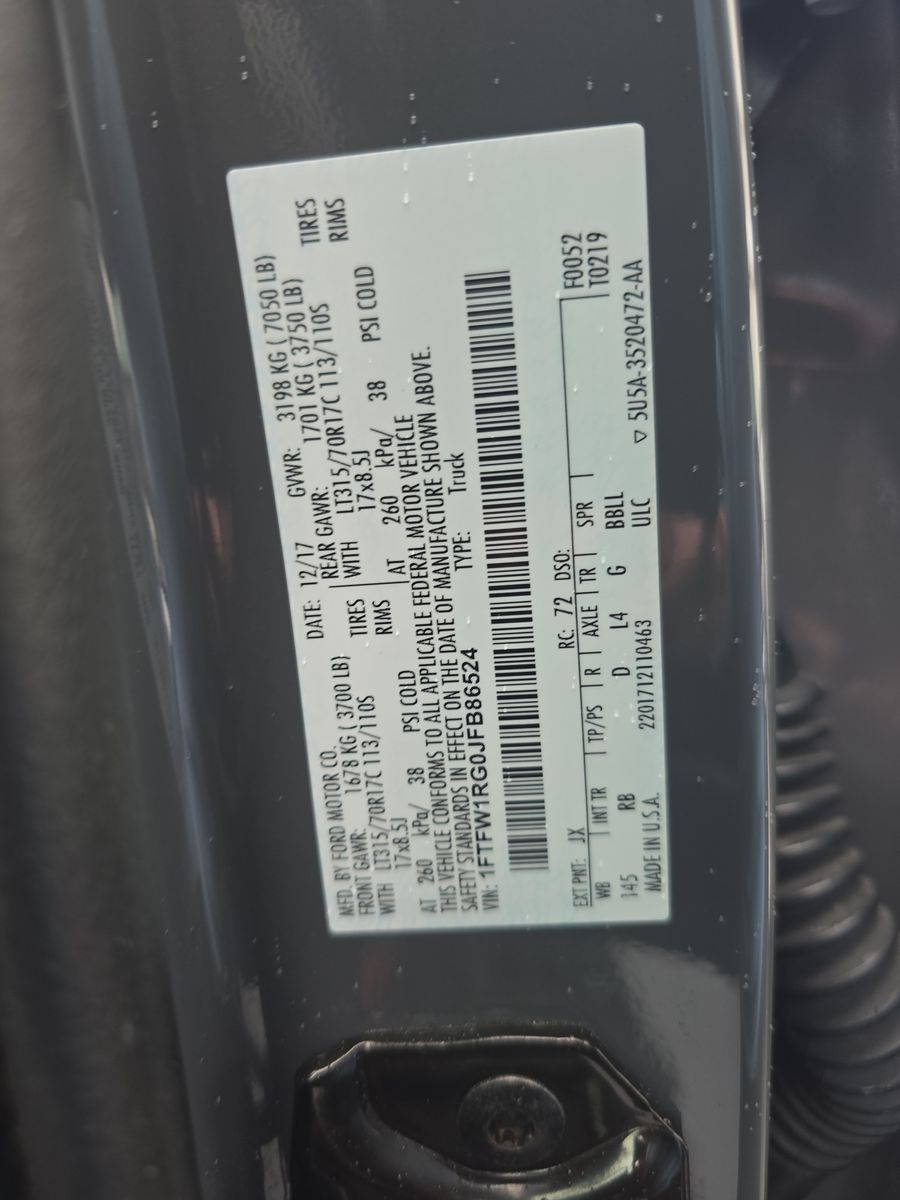 MFD. BY FORD MOTOR CO.
DATE: 12/17 GVWR: 3198 KG ( 7050 LB)
FRONT GAWR: 1678 KG ( 3700 LB) REAR GAWR: 1701 KG ( 3750 LB)
WITH LT315/70R17C 113/110S TIRES WITH LT315/70R17C 113/110S TIRES
17x8.5J RIMS 17x8.5J RIMS
AT 260 kPa/ 38 PSI COLD AT 260 kPa/ 38 PSI COLD
THIS VEHICLE CONFORMS TO ALL APPLICABLE FEDERAL MOTOR VEHICLE
SAFETY STANDARDS IN EFFECT ON THE DATE OF MANUFACTURE SHOWN ABOVE.
VIN: 1FTFW1RG0JFB86524 TYPE: Truck
EXT PNT: JX RC: 72 DSO: F0052
WB INT TR TP/PS R AXLE TR SPR T0219
145 RB D L4 G BBLL
MADE IN U.S.A. 2201712110463 ULC ▽ 5U5A-3520472-AA